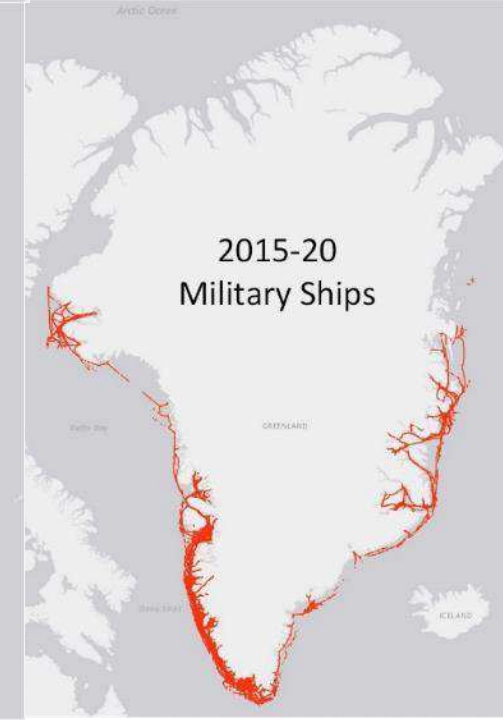 Arctic Ocean
2015-20
Military Ships
Baffin Bay
GREENLAND
Davis Strait
ICELAND